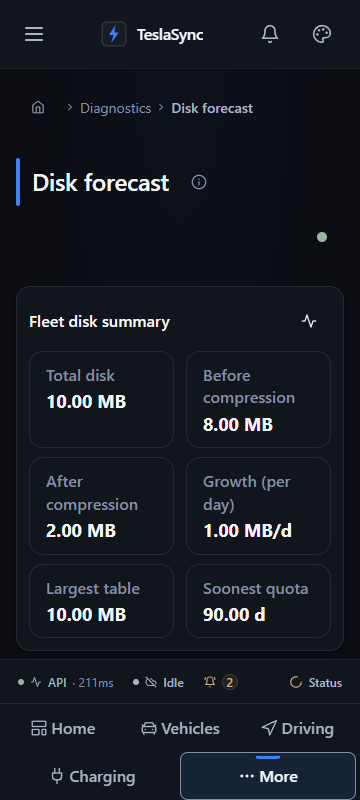 TeslaSync
Diagnostics Disk forecast
Disk forecast
Fleet disk summary
Total disk
10.00 MB
Before
compression
8.00 MB
After
compression
2.00 MB
Growth (per
day)
1.00 MB/d
Largest table
10.00 MB
Soonest quota
90.00 d
API · 211ms Idle 2 Status
Home Vehicles Driving
Charging More